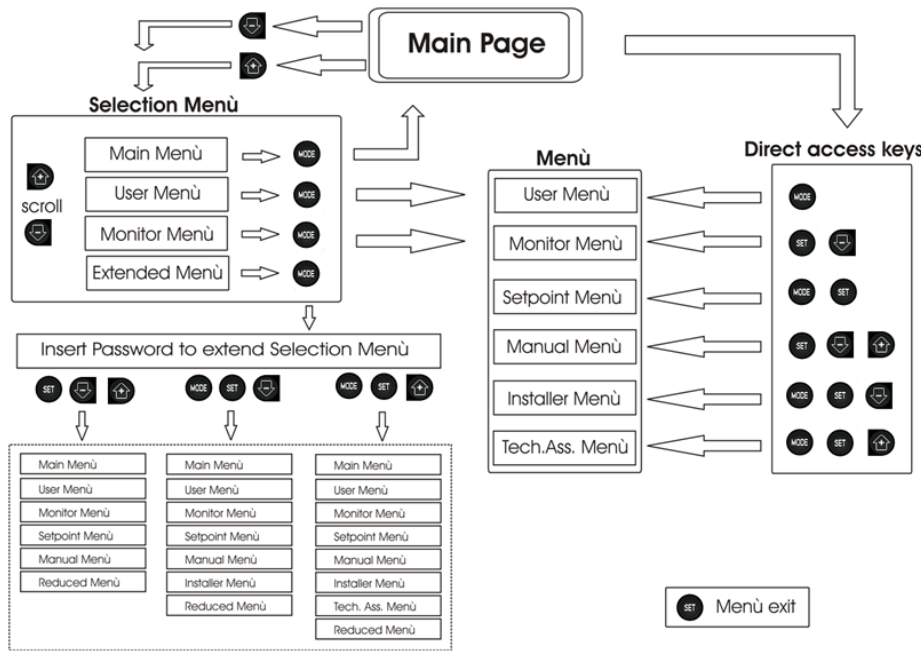 Main Page
Selection Menù
Main Menù MODE
scroll
User Menù MODE
Monitor Menù MODE
Extended Menù MODE
Insert Password to extend Selection Menù
SET
MODE SET
MODE SET
Main Menù
User Menù
Monitor Menù
Setpoint Menù
Manual Menù
Reduced Menù
Main Menù
User Menù
Monitor Menù
Setpoint Menù
Manual Menù
Installer Menù
Reduced Menù
Main Menù
User Menù
Monitor Menù
Setpoint Menù
Manual Menù
Installer Menù
Tech. Ass. Menù
Reduced Menù
Menù
Direct access keys
User Menù MODE
Monitor Menù SET
Setpoint Menù MODE SET
Manual Menù SET
Installer Menù MODE SET
Tech.Ass. Menù MODE SET
SET Menù exit